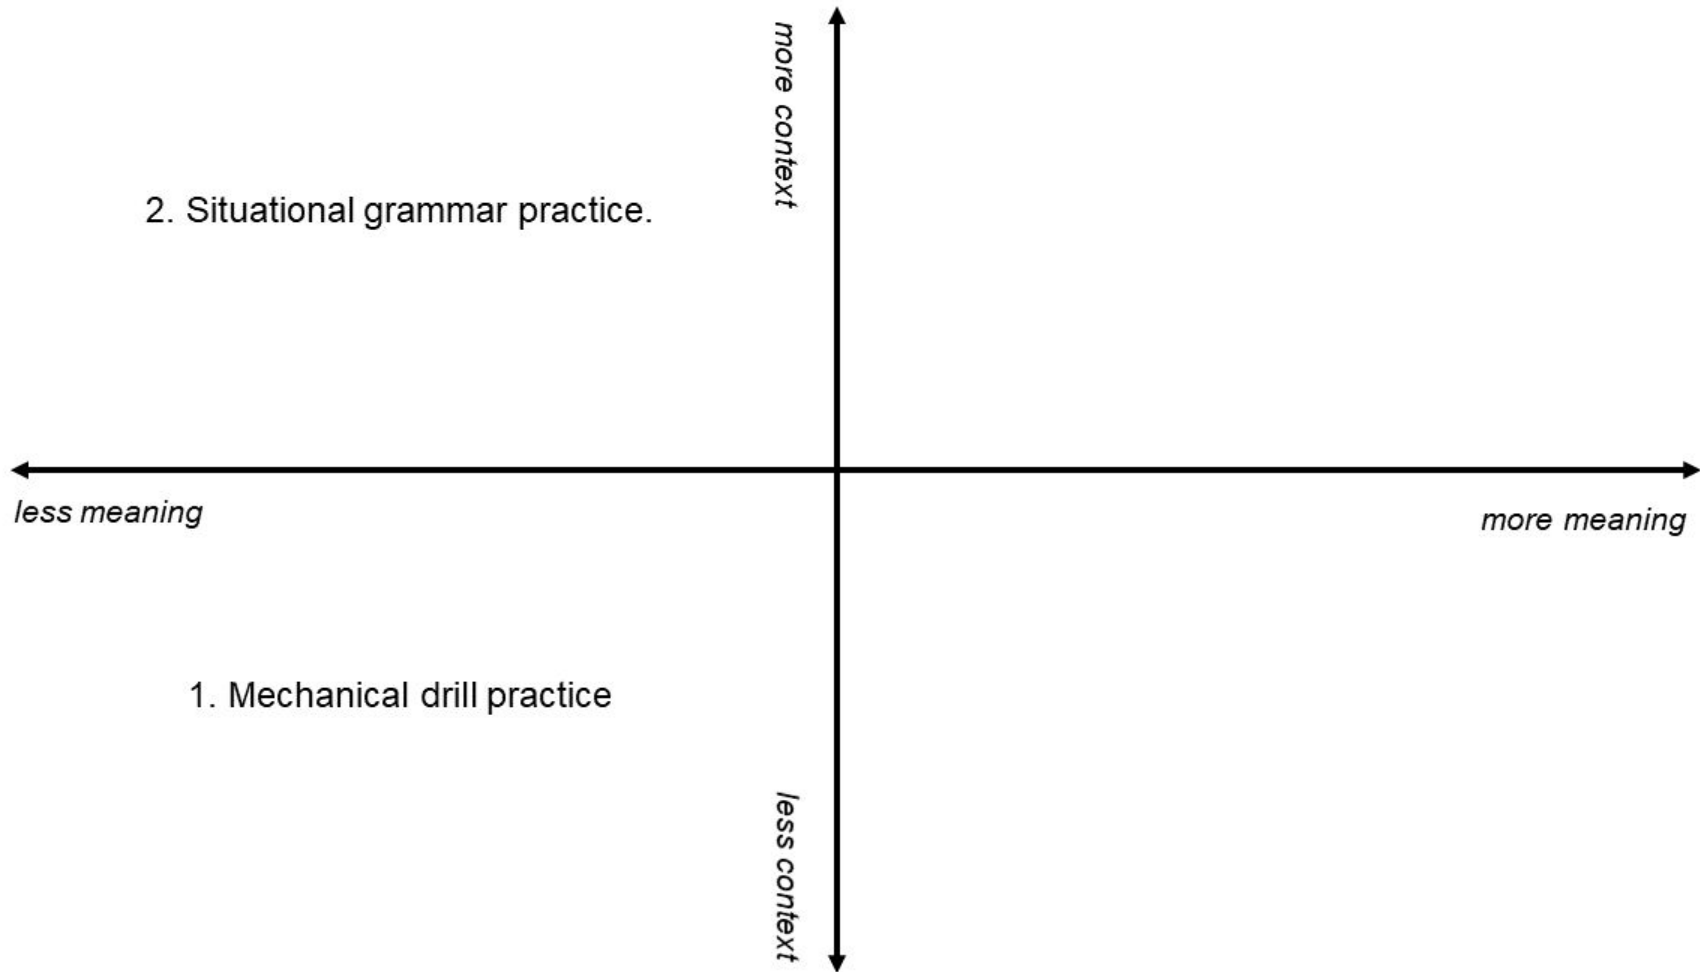 more context
2. Situational grammar practice.
less meaning
more meaning
1. Mechanical drill practice
less context